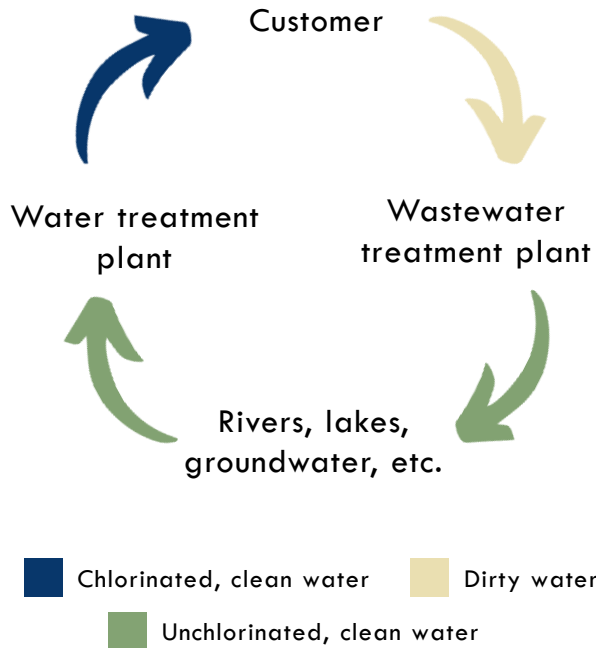 Customer
Water treatment
plant
Wastewater
treatment plant
Rivers, lakes,
groundwater, etc.
Chlorinated, clean water
Dirty water
Unchlorinated, clean water